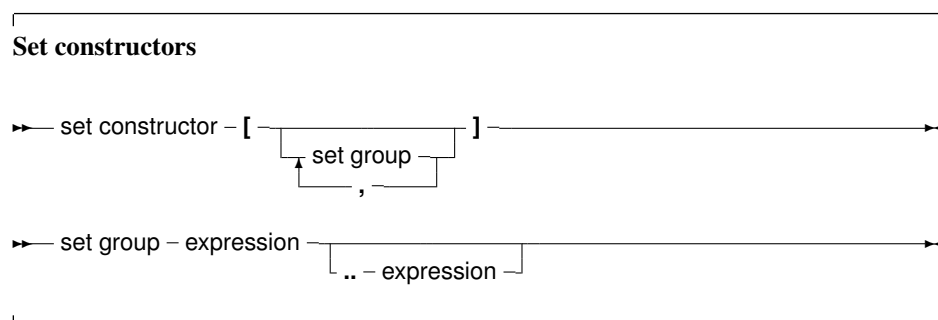 Set constructors
set constructor [ ]
set group
,
set group expression
.. expression